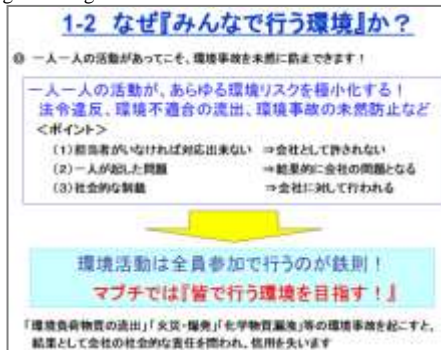 1-2 なぜ『みんなで行う環境』か？
◎ 一人一人の活動があってこそ、環境事故を未然に防止できます！
一人一人の活動が、あらゆる環境リスクを極小化する！
法令違反、環境不適合の流出、環境事故の未然防止など
＜ポイント＞
（1）担当者がいなければ対応出来ない ⇒会社として許されない
（2）一人が起した問題 ⇒結果的に会社の問題となる
（3）社会的な制裁 ⇒会社に対して行われる
環境活動は全員参加で行うのが鉄則！
マブチでは『皆で行う環境を目指す！』
「環境負荷物質の流出」「火災・爆発」「化学物質漏洩」等の環境事故を起こすと、
結果として会社の社会的な責任を問われ、信用を失います